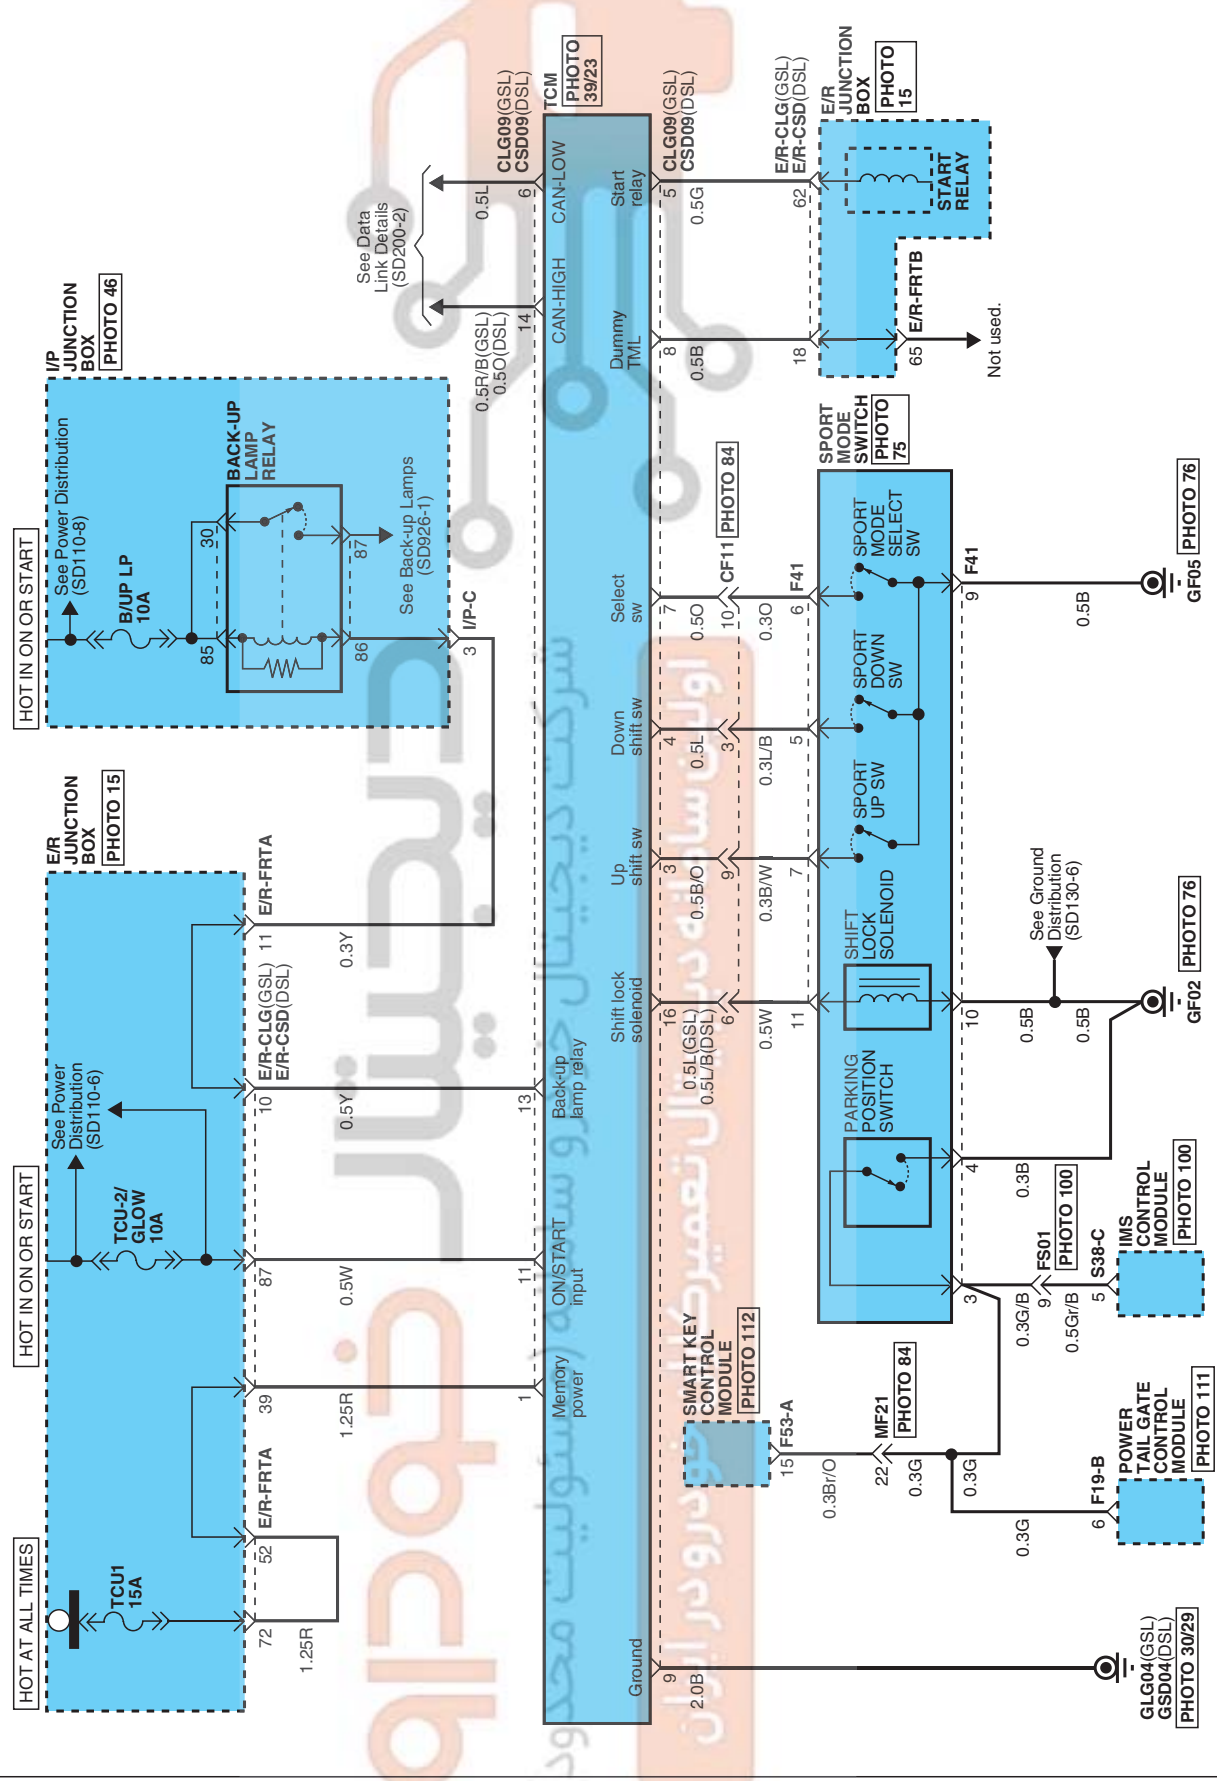 HOT AT ALL TIMES
HOT IN ON OR START
HOT IN ON OR START
E/R
JUNCTION
BOX
PHOTO 15
I/P
JUNCTION
BOX
PHOTO 46
TCU1
15A
TCU-2/
GLOW
10A
See Power
Distribution
(SD110-6)
See Power Distribution
(SD110-8)
B/UP LP
10A
BACK-UP
LAMP
RELAY
85
30
86
87
See Back-up Lamps
(SD926-1)
3
I/P-C
72
52
E/R-FRTA
39
87
10
E/R-CLG(GSL)
E/R-CSD(DSL)
11
E/R-FRTA
1.25R
1.25R
0.5W
0.5Y
0.3Y
See Data
Link Details
(SD200-2)
0.5R/B(GSL)
0.5O(DSL)
0.5L
1
11
13
14
6
CLG09(GSL)
CSD09(DSL)
TCM
PHOTO
39/23
Memory
power
ON/START
input
Back-up
lamp relay
CAN-HIGH
CAN-LOW
Ground
Shift lock
solenoid
Up
shift sw
Down
shift sw
Select
sw
Dummy
TML
Start
relay
9
16
3
4
7
8
5
CLG09(GSL)
CSD09(DSL)
2.0B
0.5L(GSL)
0.5L/B(DSL)
0.5B/O
0.5L
0.5O
0.5B
0.5G
6
9
3
10
CF11
PHOTO 84
0.5W
0.3B/W
0.3L/B
0.3O
11
7
5
6
F41
18
62
E/R-CLG(GSL)
E/R-CSD(DSL)
E/R
JUNCTION
BOX
PHOTO
15
START
RELAY
65
E/R-FRTB
Not used.
SMART KEY
CONTROL
MODULE
PHOTO 112
15
F53-A
0.3Br/O
22
MF21
PHOTO 84
0.3G
0.3G
0.3G
6
F19-B
POWER
TAIL GATE
CONTROL
MODULE
PHOTO 111
SPORT
MODE
SWITCH
PHOTO
75
PARKING
POSITION
SWITCH
SHIFT
LOCK
SOLENOID
SPORT
UP SW
SPORT
DOWN
SW
SPORT
MODE
SELECT
SW
3
4
10
9
F41
0.3G/B
9
FS01
PHOTO 100
0.5Gr/B
5
S38-C
IMS
CONTROL
MODULE
PHOTO 100
0.3B
0.5B
0.5B
See Ground
Distribution
(SD130-6)
0.5B
GLG04(GSL)
GSD04(DSL)
PHOTO 30/29
GF02
PHOTO 76
GF05
PHOTO 76
دیجیتال خودرو
شرکت دیجیتال خودرو سامانه (مسئولیت محدود)
اولین سامانه دیجیتال تعمیرکاران خودرو در ایران